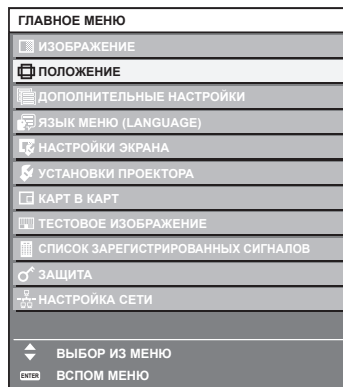 ГЛАВНОЕ МЕНЮ
ИЗОБРАЖЕНИЕ
ПОЛОЖЕНИЕ
ДОПОЛНИТЕЛЬНЫЕ НАСТРОЙКИ
ЯЗЫК МЕНЮ (LANGUAGE)
НАСТРОЙКИ ЭКРАНА
УСТАНОВКИ ПРОЕКТОРА
КАРТ В КАРТ
ТЕСТОВОЕ ИЗОБРАЖЕНИЕ
СПИСОК ЗАРЕГИСТРИРОВАННЫХ СИГНАЛОВ
ЗАЩИТА
НАСТРОЙКА СЕТИ
ВЫБОР ИЗ МЕНЮ
ENTER ВСПОМ МЕНЮ